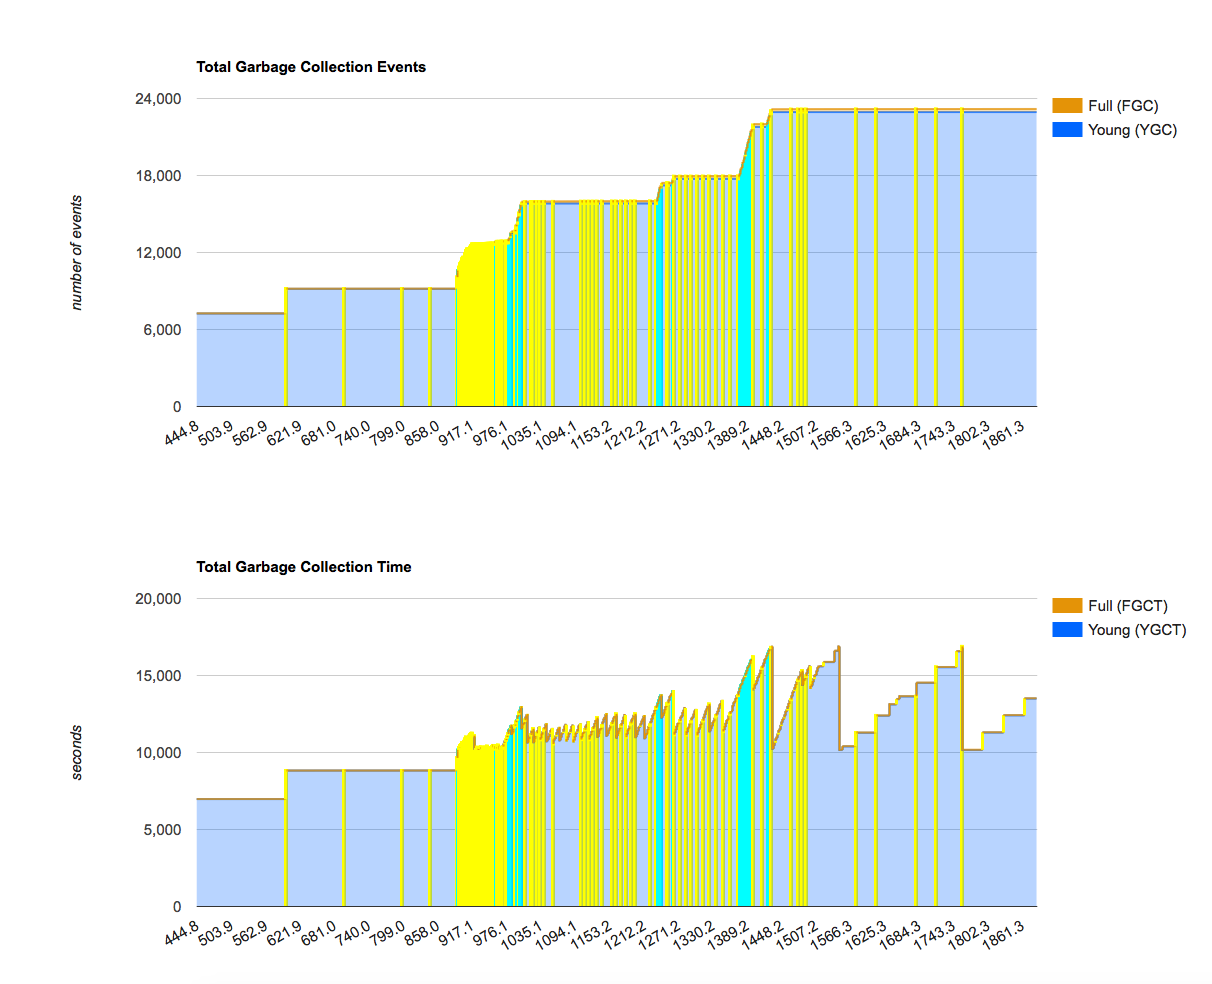 Total Garbage Collection Events
number of events
24,000
18,000
12,000
6,000
0
444.8 503.9 562.9 621.9 681.0 740.0 799.0 858.0 917.1 976.1 1035.1 1094.1 1153.2 1212.2 1271.2 1330.2 1389.2 1448.2 1507.2 1566.3 1625.3 1684.3 1743.3 1802.3 1861.3
Full (FGC)
Young (YGC)
Total Garbage Collection Time
seconds
20,000
15,000
10,000
5,000
0
444.8 503.9 562.9 621.9 681.0 740.0 799.0 858.0 917.1 976.1 1035.1 1094.1 1153.2 1212.2 1271.2 1330.2 1389.2 1448.2 1507.2 1566.3 1625.3 1684.3 1743.3 1802.3 1861.3
Full (FGCT)
Young (YGCT)